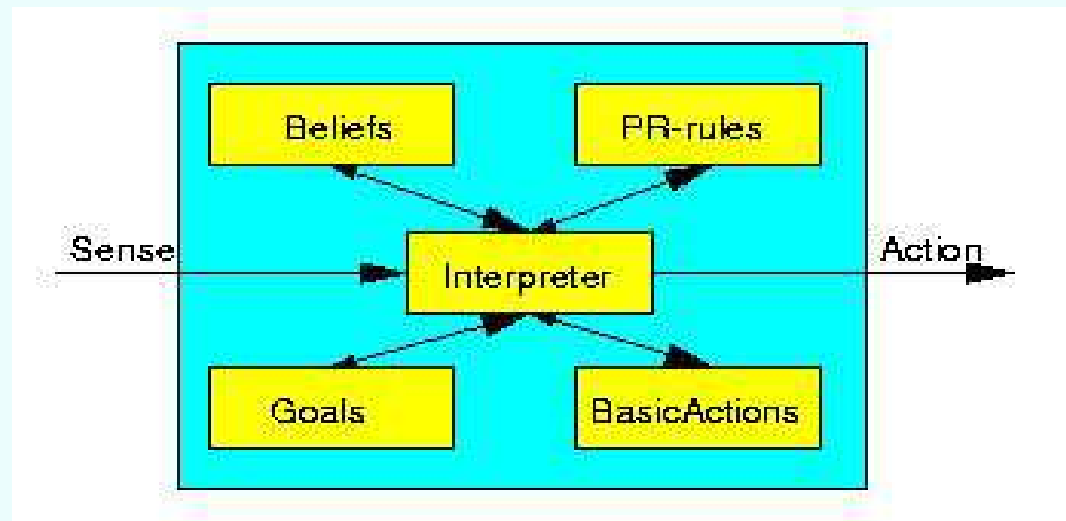 Beliefs
PR-rules
Sense
Interpreter
Action
Goals
BasicActions